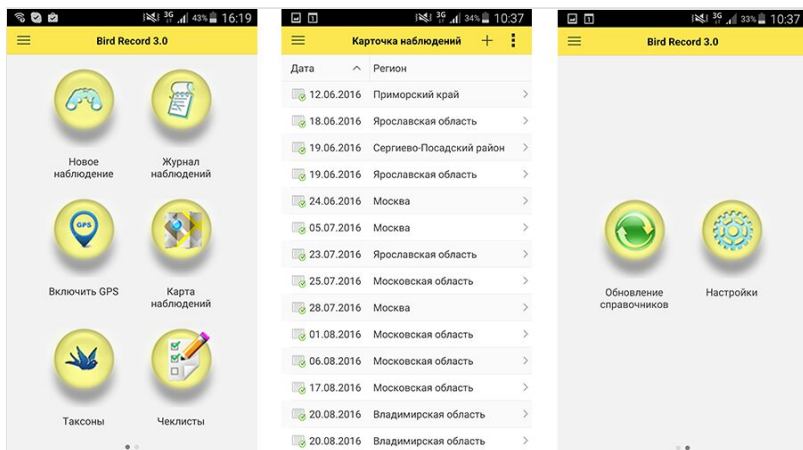 3G 43% 16:19
Bird Record 3.0
Новое
наблюдение
Журнал
наблюдений
GPS
Включить GPS
Карта
наблюдений
Таксоны
Чеклисты
1 3G 34% 10:37
Карточка наблюдений
Дата Регион
12.06.2016 Приморский край
18.06.2016 Ярославская область
19.06.2016 Сергиево-Посадский район
19.06.2016 Ярославская область
24.06.2016 Москва
05.07.2016 Москва
23.07.2016 Ярославская область
25.07.2016 Московская область
28.07.2016 Москва
01.08.2016 Московская область
06.08.2016 Московская область
17.08.2016 Московская область
20.08.2016 Владимирская область
20.08.2016 Владимирская область
1 3G 33% 10:37
Bird Record 3.0
Обновление
справочников
Настройки